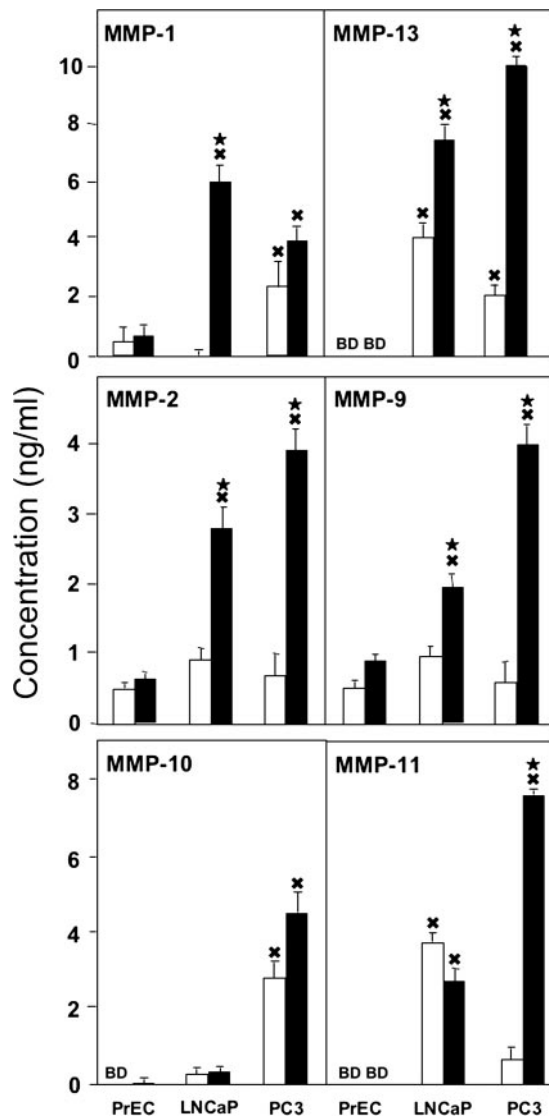 Concentration (ng/ml)
MMP-1
MMP-13
10
8
6
4
2
0
BD BD
MMP-2
MMP-9
4
3
2
1
0
MMP-10
MMP-11
8
6
4
2
0
BD
BD BD
PrEC LNCaP PC3 PrEC LNCaP PC3